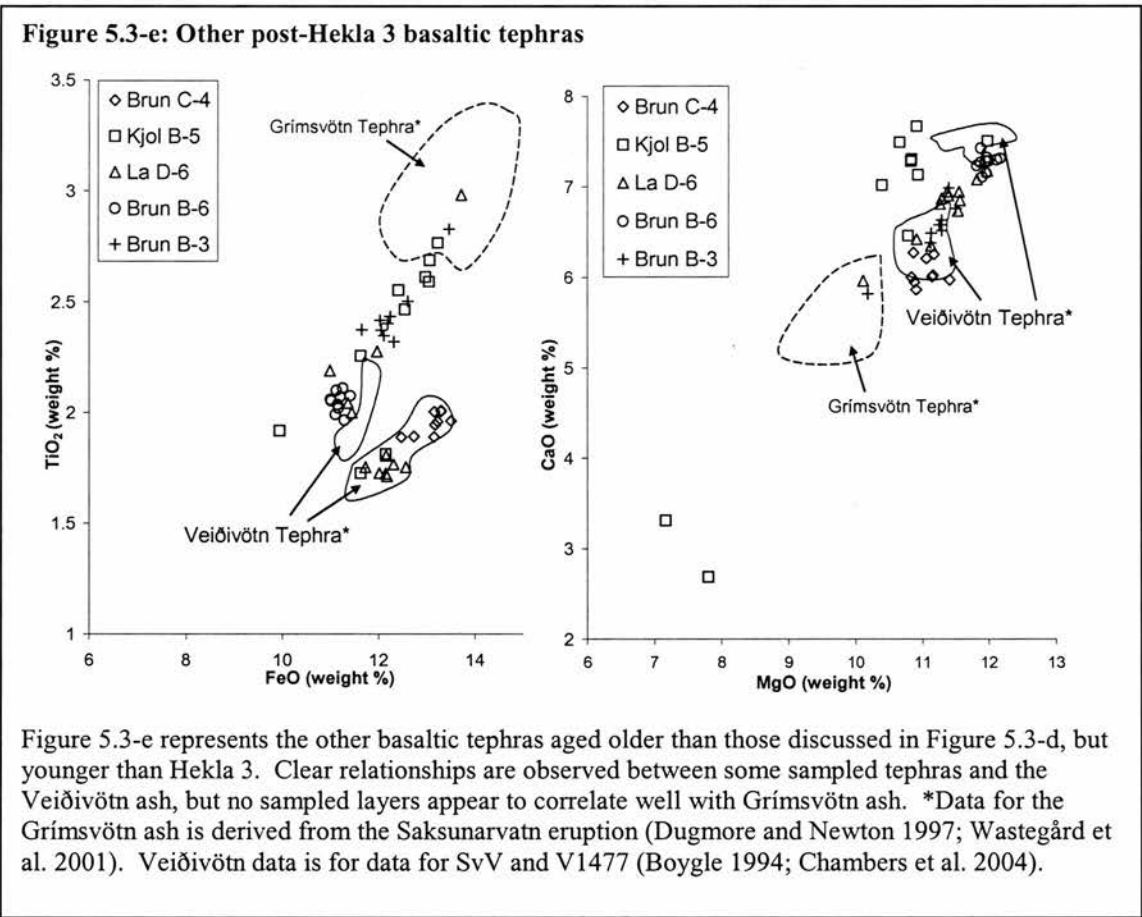 Figure 5.3-e: Other post-Hekla 3 basaltic tephras
3.5
3
2.5
2
1.5
1
TiO₂ (weight %)
◇ Brun C-4
□ Kjol B-5
△ La D-6
○ Brun B-6
+ Brun B-3
Grímsvötn Tephra*
Veiðivötn Tephra*
6 8 10 12 14
FeO (weight %)
8
7
6
5
4
3
2
CaO (weight %)
◇ Brun C-4
□ Kjol B-5
△ La D-6
○ Brun B-6
+ Brun B-3
Veiðivötn Tephra*
Grímsvötn Tephra*
6 7 8 9 10 11 12 13
MgO (weight %)
Figure 5.3-e represents the other basaltic tephras aged older than those discussed in Figure 5.3-d, but
younger than Hekla 3. Clear relationships are observed between some sampled tephras and the
Veiðivötn ash, but no sampled layers appear to correlate well with Grímsvötn ash. *Data for the
Grímsvötn ash is derived from the Saksunarvatn eruption (Dugmore and Newton 1997; Wastegård et
al. 2001). Veiðivötn data is for data for SvV and V1477 (Boygle 1994; Chambers et al. 2004).